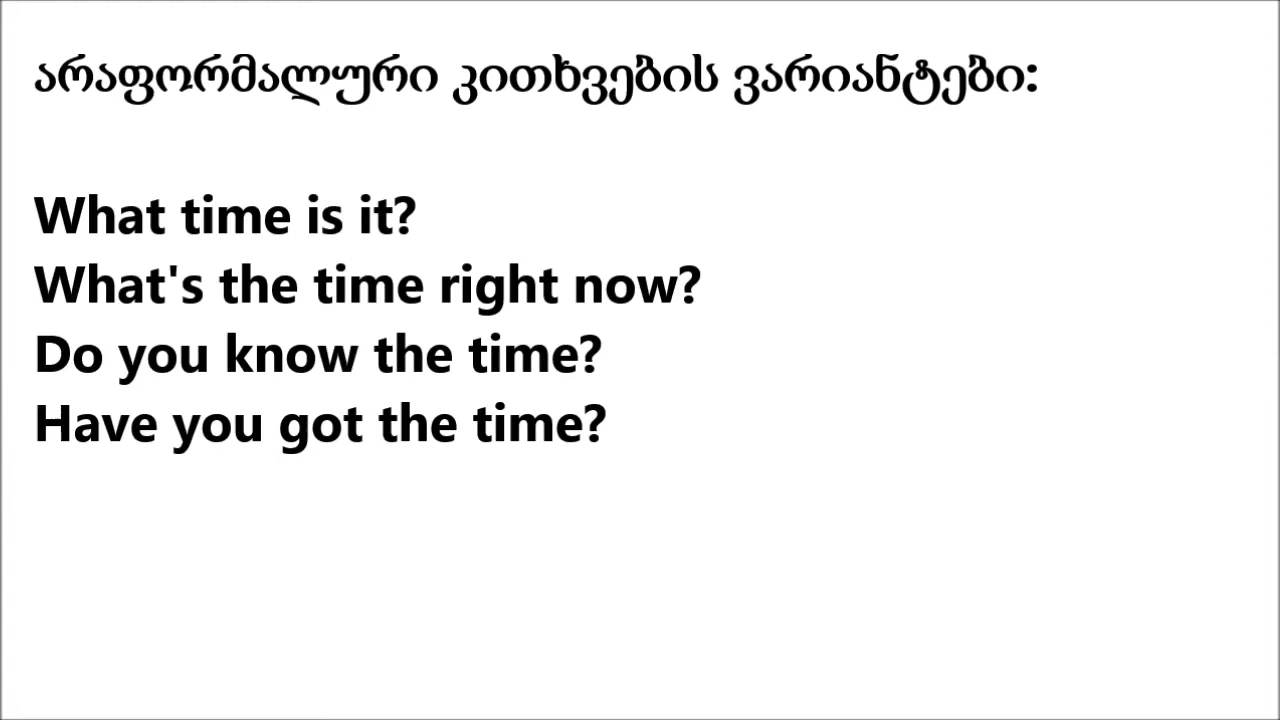 არაფორმალური კითხვების ვარიანტები:
What time is it?
What's the time right now?
Do you know the time?
Have you got the time?